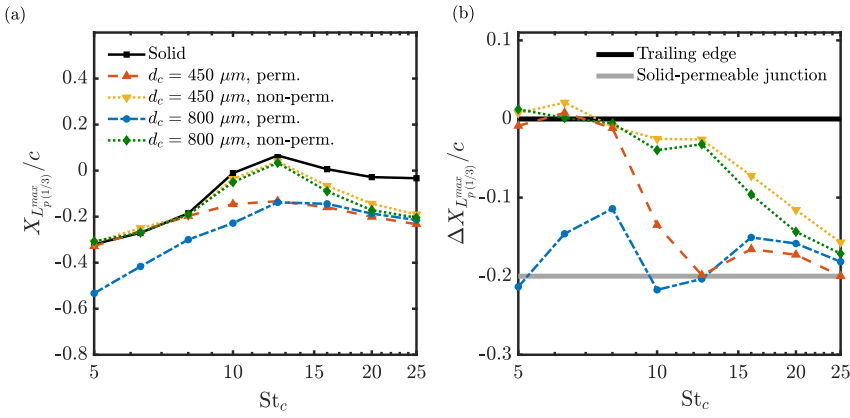 (a)
0.4
0.2
0
-0.2
-0.4
-0.6
-0.8
X_{L_{p(1/3)}^{max}}/c
Solid
d_c = 450 μm, perm.
d_c = 450 μm, non-perm.
d_c = 800 μm, perm.
d_c = 800 μm, non-perm.
5 10 15 20 25
St_c
(b)
0.1
0
-0.1
-0.2
-0.3
ΔX_{L_{p(1/3)}^{max}}/c
Trailing edge
Solid-permeable junction
5 10 15 20 25
St_c